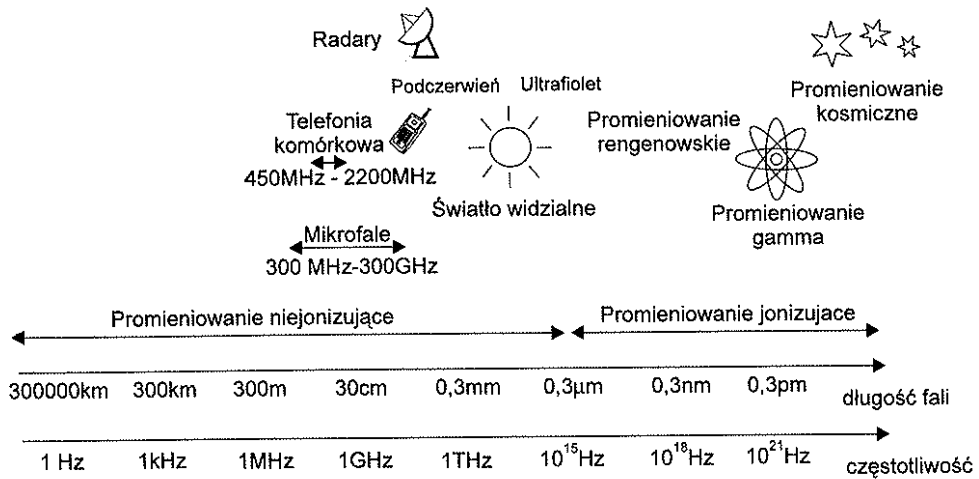 Radary
Podczerwień Ultrafiolet
Telefonia
komórkowa
450MHz - 2200MHz
Światło widzialne
Promieniowanie
rengenowskie
Promieniowanie
kosmiczne
Promieniowanie
gamma
Mikrofale
300 MHz-300GHz
Promieniowanie niejonizujące Promieniowanie jonizujace
300000km 300km 300m 30cm 0,3mm 0,3µm 0,3nm 0,3pm
długość fali
1 Hz 1kHz 1MHz 1GHz 1THz 10¹⁵Hz 10¹⁸Hz 10²¹Hz
częstotliwość